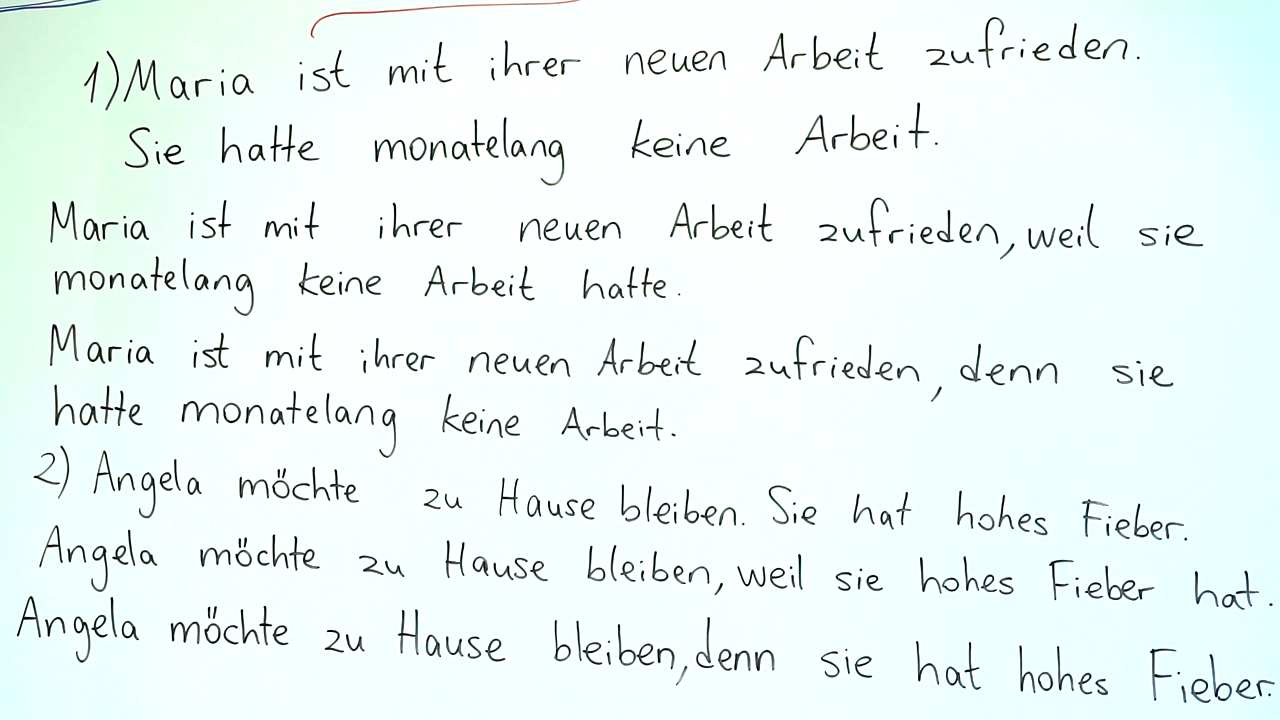 1) Maria ist mit ihrer neuen Arbeit zufrieden.
Sie hatte monatelang keine Arbeit.
Maria ist mit ihrer neuen Arbeit zufrieden, weil sie
monatelang keine Arbeit hatte.
Maria ist mit ihrer neuen Arbeit zufrieden, denn sie
hatte monatelang keine Arbeit.
2) Angela möchte zu Hause bleiben. Sie hat hohes Fieber.
Angela möchte zu Hause bleiben, weil sie hohes Fieber hat.
Angela möchte zu Hause bleiben, denn sie hat hohes Fieber.